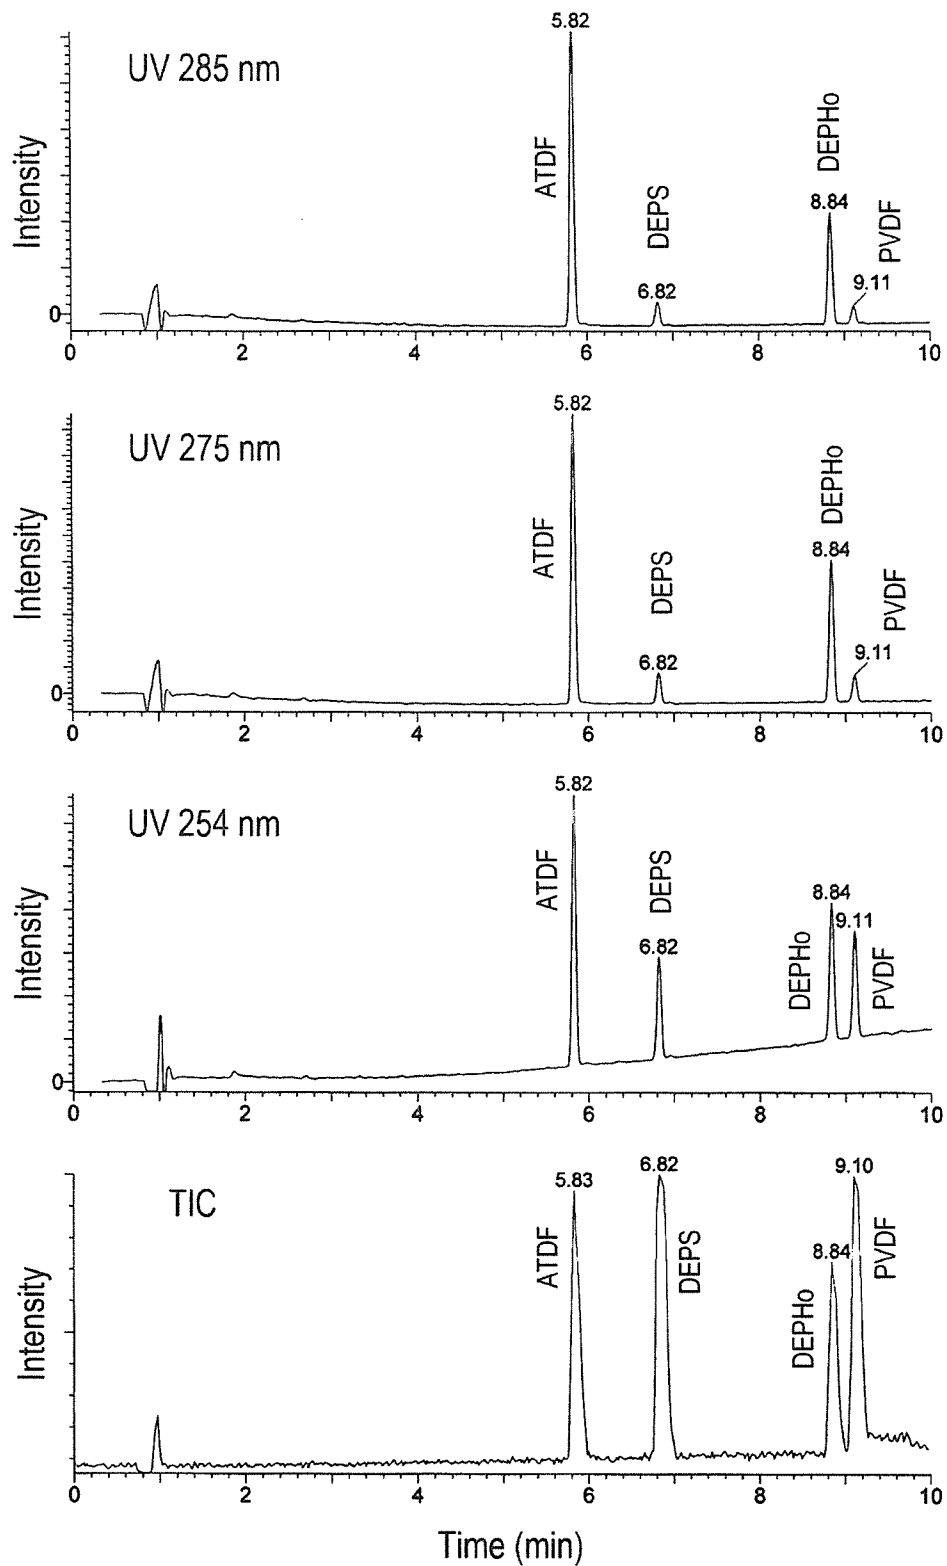 5.82
UV 285 nm
DEPHo
ATDF
8.84
DEPS
PVDF
6.82
9.11
Intensity
0
0 2 4 6 8 10
5.82
UV 275 nm
DEPHo
ATDF
8.84
DEPS
PVDF
6.82
9.11
Intensity
0
0 2 4 6 8 10
5.82
UV 254 nm
ATDF
DEPS
8.84
9.11
6.82
DEPHo
PVDF
Intensity
0
0 2 4 6 8 10
6.82
9.10
5.83
TIC
ATDF
DEPS
8.84
PVDF
DEPHo
Intensity
0 2 4 6 8 10
Time (min)